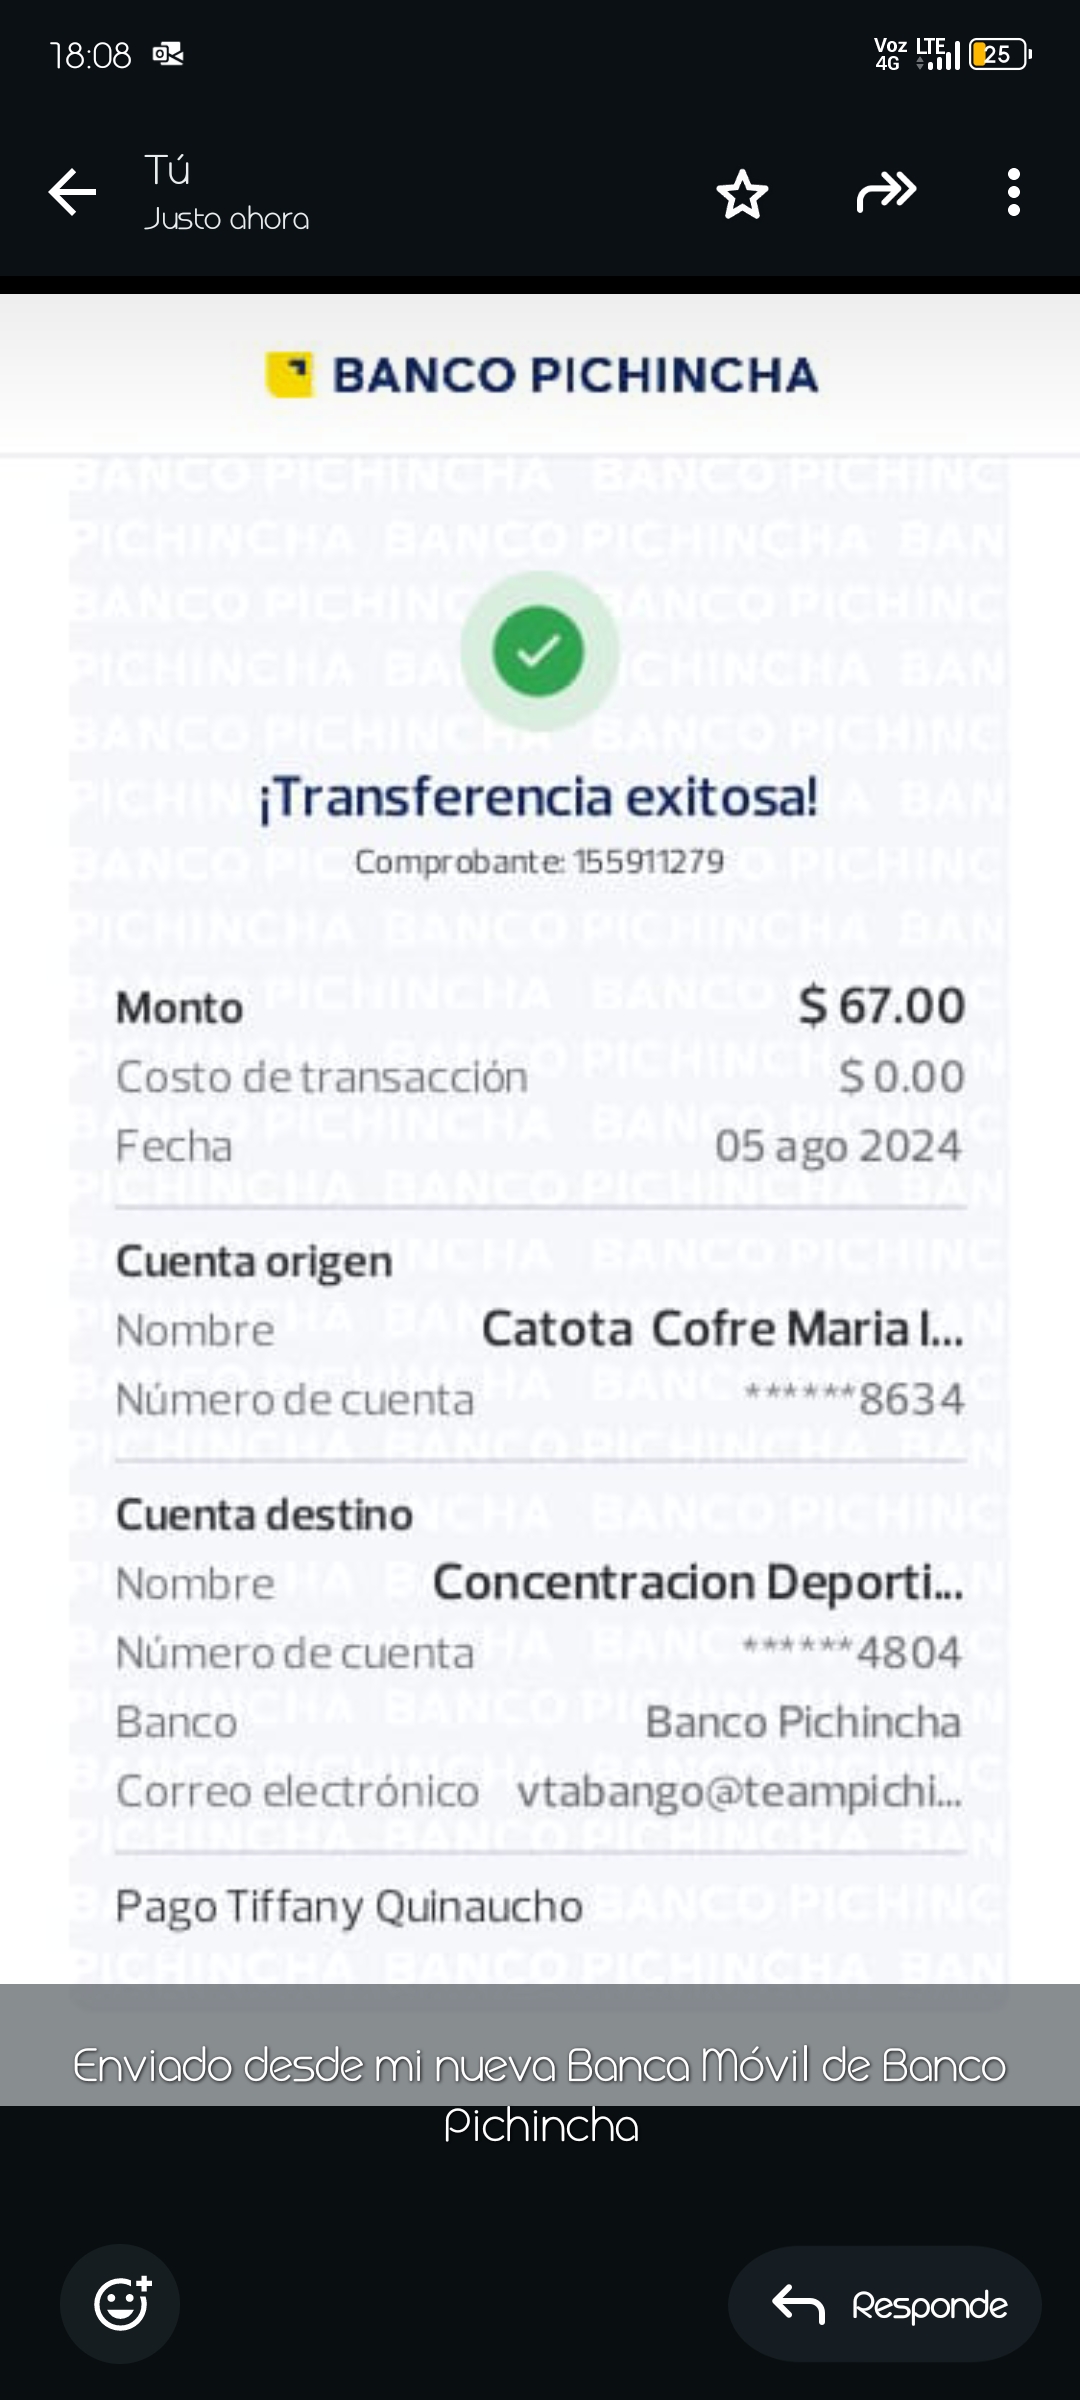 18:08
Voz 4G LTE 25
Tú
Justo ahora
BANCO PICHINCHA
¡Transferencia exitosa!
Comprobante: 155911279
Monto $ 67.00
Costo de transacción $ 0.00
Fecha 05 ago 2024
Cuenta origen
Nombre Catota Cofre Maria I...
Número de cuenta ******8634
Cuenta destino
Nombre Concentracion Deporti...
Número de cuenta ******4804
Banco Banco Pichincha
Correo electrónico vtabango@teampichi...
Pago Tiffany Quinaucho
Enviado desde mi nueva Banca Móvil de Banco
Pichincha
Responde